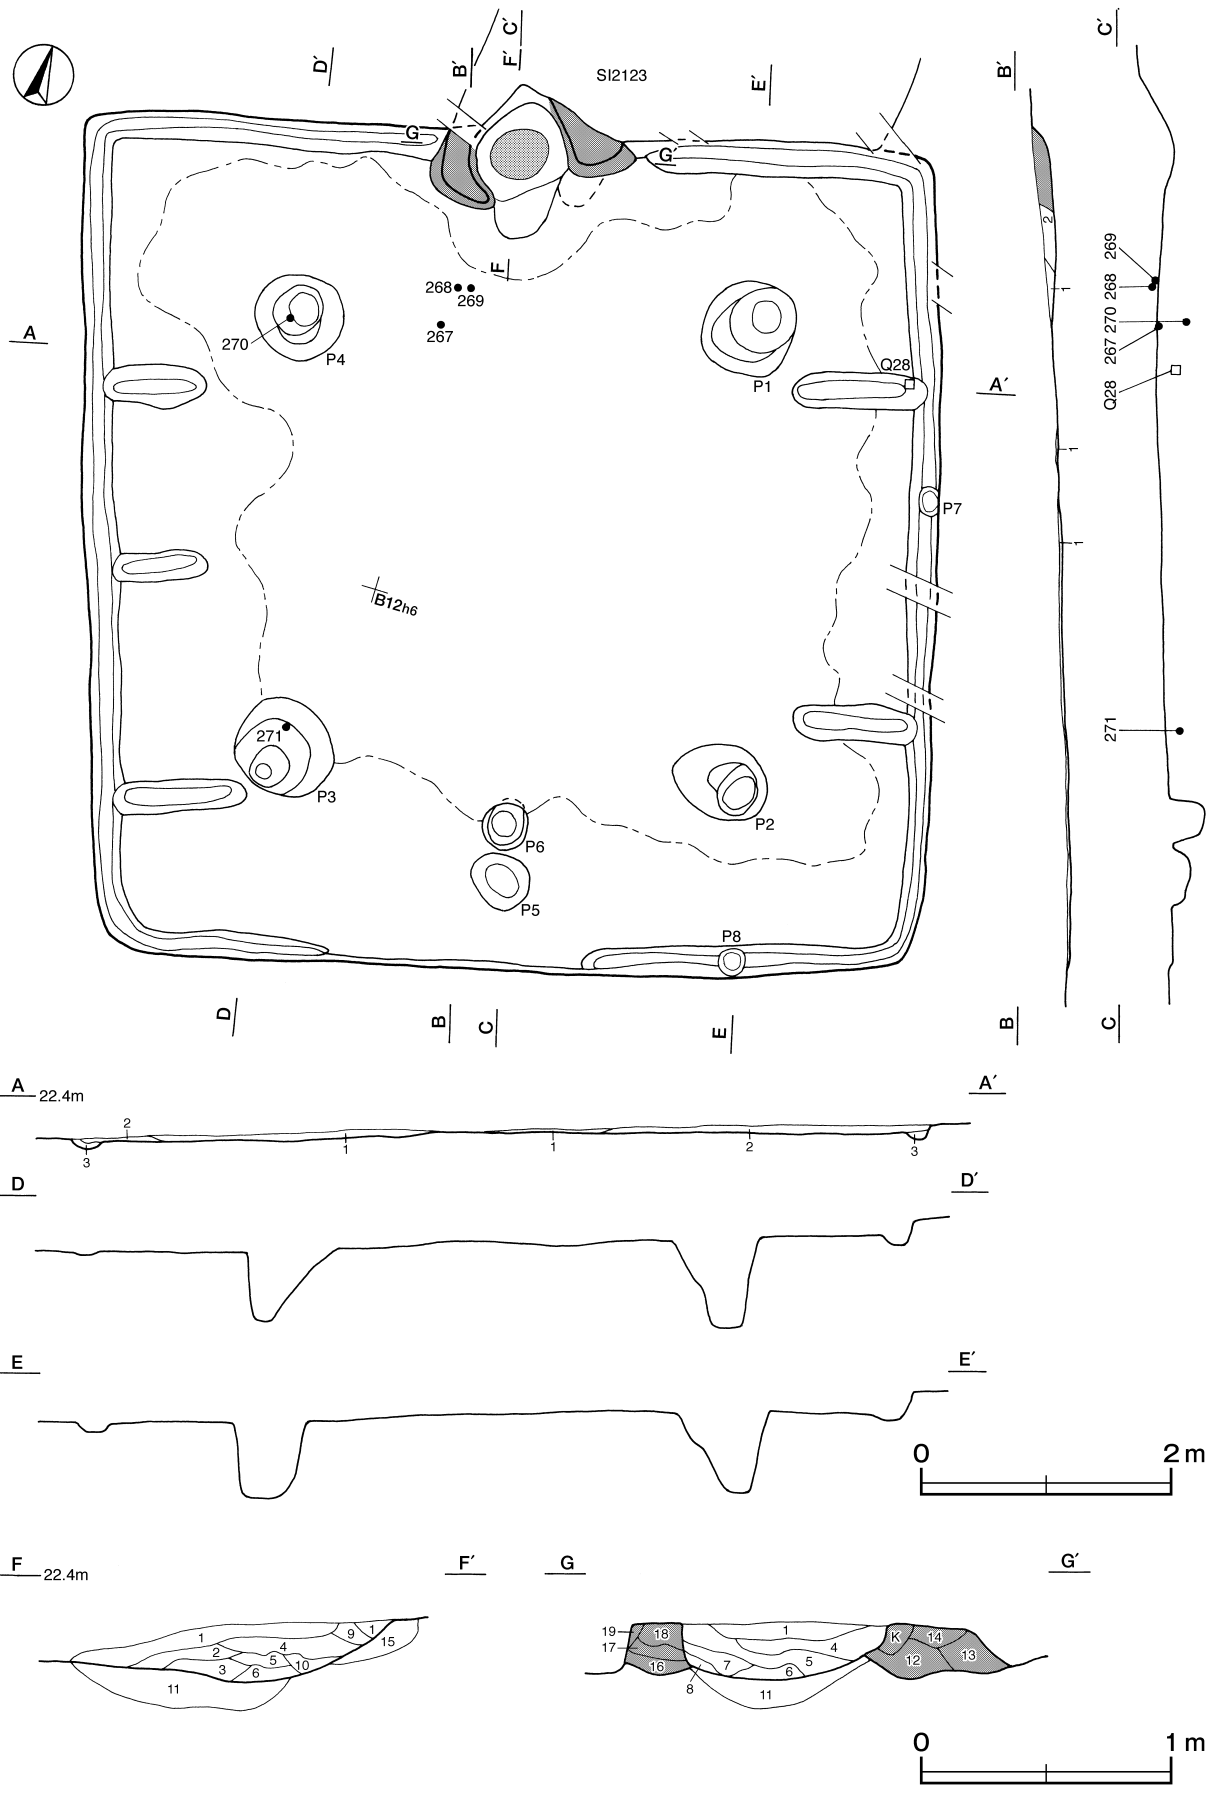 C′
C′
D′
B′
F′
SI2123
E′
B′
G
G′
2
F
268
269
267
270
P4
P1
1
269
268
270
267
Q28
A
Q28
A′
1
P7
1
B12h6
271
271
P3
P2
P6
P5
P8
D
B
C
E
B
C
A
22.4m
A′
2
3
1
1
2
3
D
D′
E
E′
0
2 m
F
22.4m
F′
G
G′
1
9
1
15
2
4
5
10
3
6
11
19
18
17
16
8
1
4
7
5
6
11
K
14
12
13
0
1 m